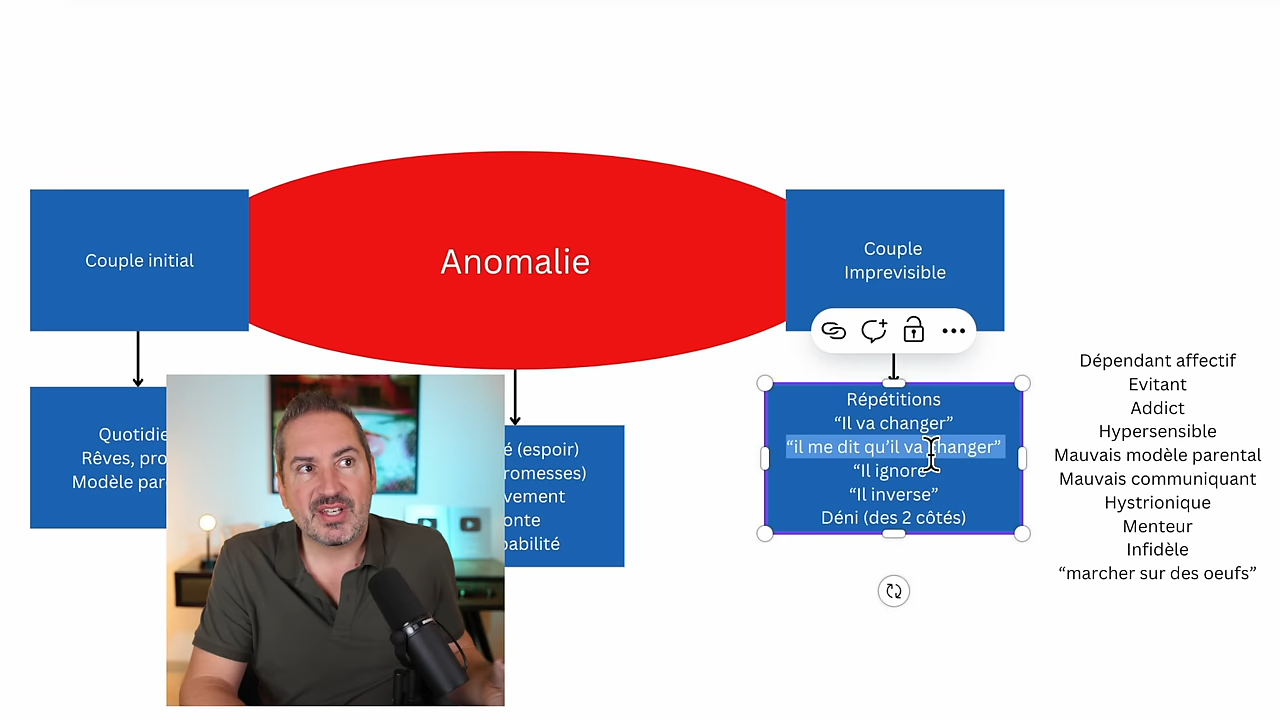 Couple initial
Anomalie
Couple
Imprevisible
Quotidie
Rêves, pro
Modèle par
é (espoir)
romesses)
vement
onte
abilité
Répétitions
“Il va changer”
“il me dit qu’il va changer”
“Il ignore”
“Il inverse”
Déni (des 2 côtés)
Dépendant affectif
Evitant
Addict
Hypersensible
Mauvais modèle parental
Mauvais communiquant
Hystrionique
Menteur
Infidèle
“marcher sur des oeufs”